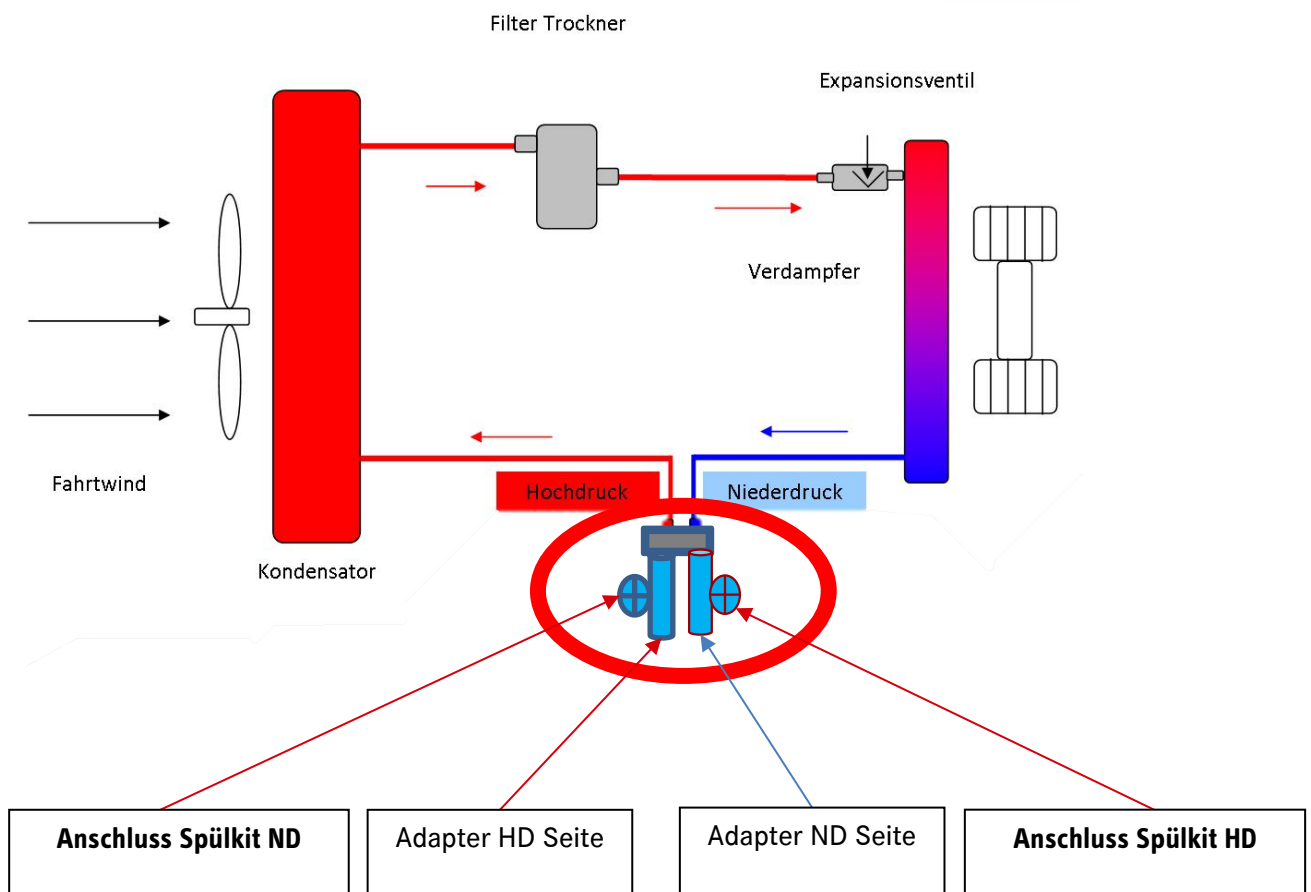 Filter Trockner
Expansionsventil
Verdampfer
Fahrtwind
Hochdruck
Niederdruck
Kondensator
Anschluss Spülkit ND
Adapter HD Seite
Adapter ND Seite
Anschluss Spülkit HD